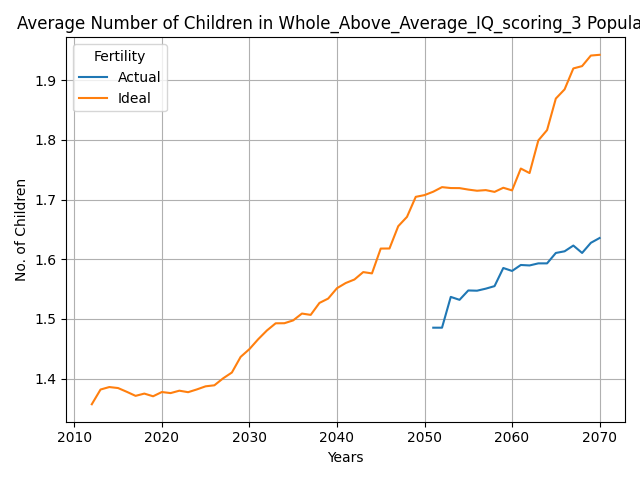 Average Number of Children in Whole_Above_Average_IQ_scoring_3 Popula
Fertility
Actual
Ideal
No. of Children
1.9
1.8
1.7
1.6
1.5
1.4
2010 2020 2030 2040 2050 2060 2070
Years